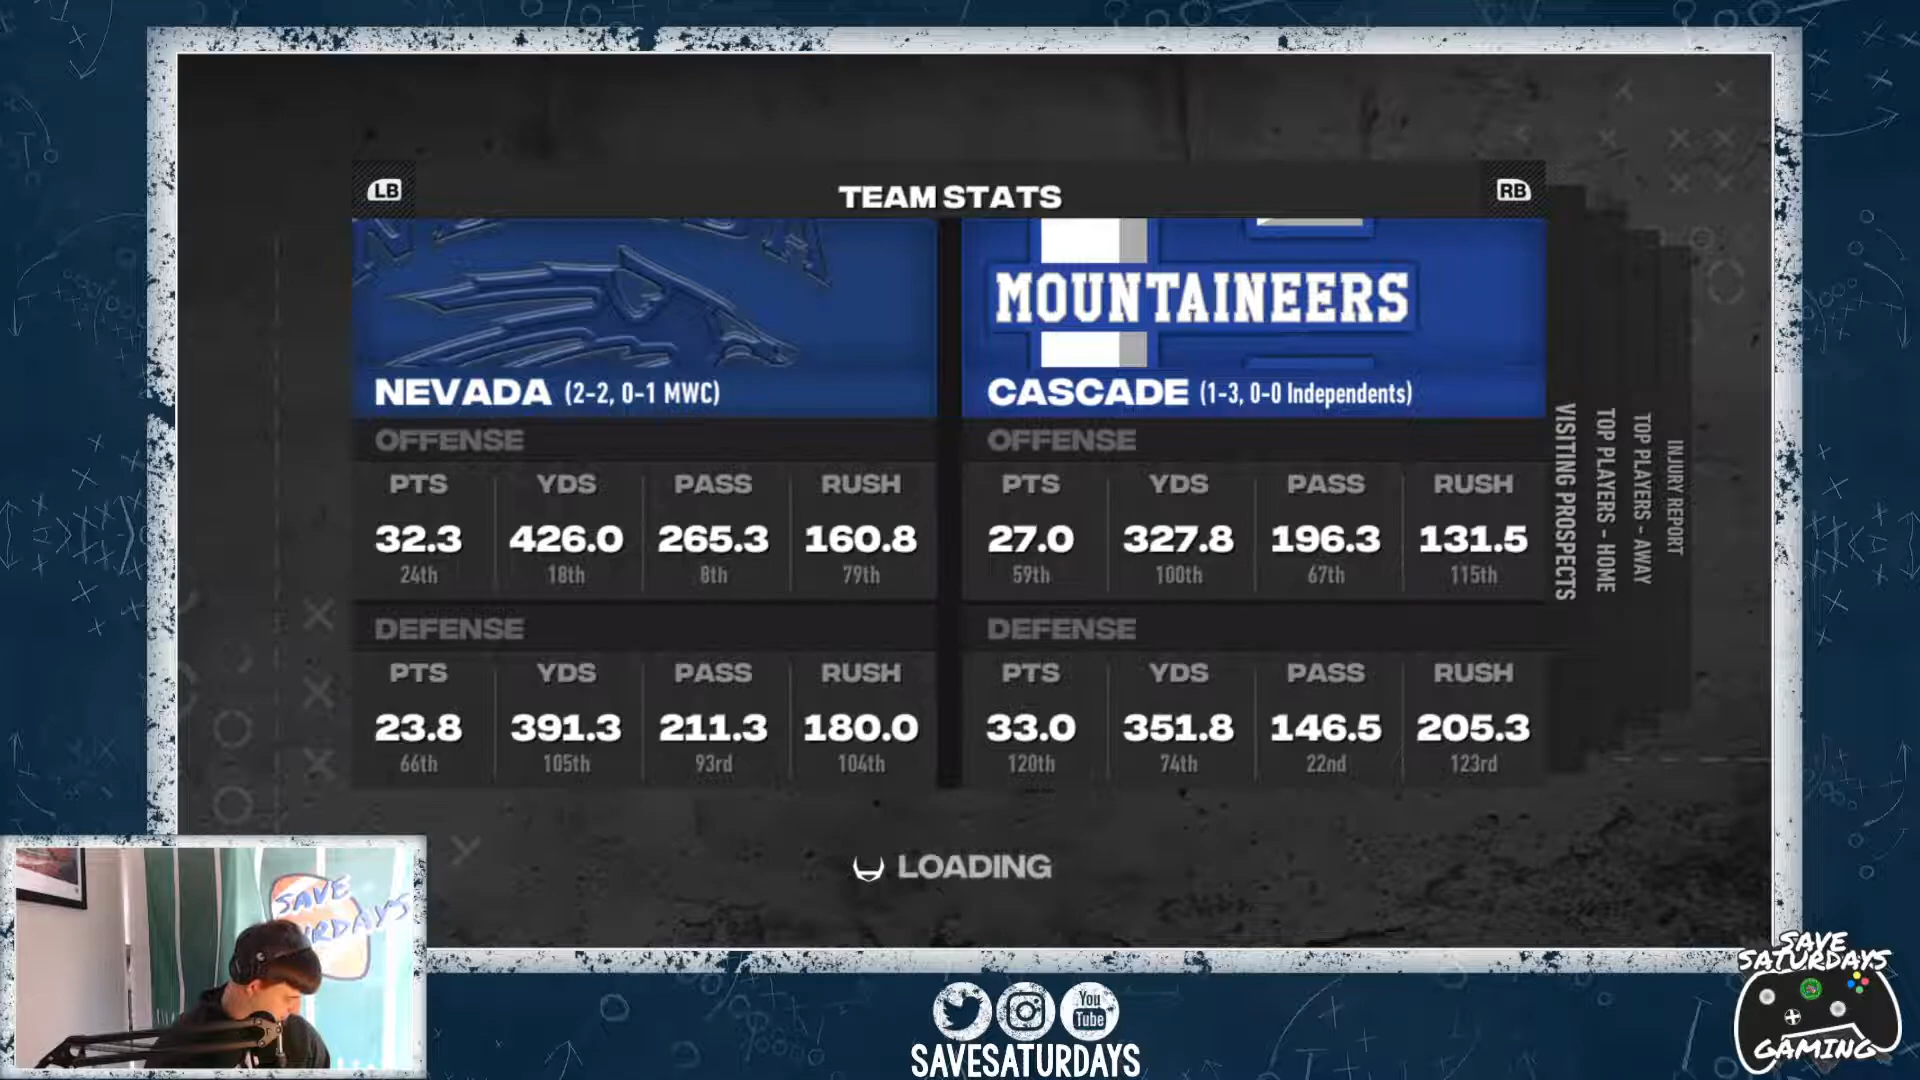 LB
TEAM STATS
RB
MOUNTAINEERS
NEVADA (2-2, 0-1 MWC)
CASCADE (1-3, 0-0 Independents)
OFFENSE
OFFENSE
PTS YDS PASS RUSH
PTS YDS PASS RUSH
32.3 426.0 265.3 160.8
27.0 327.8 196.3 131.5
24th 18th 8th 79th
59th 100th 67th 115th
DEFENSE
DEFENSE
PTS YDS PASS RUSH
PTS YDS PASS RUSH
23.8 391.3 211.3 180.0
33.0 351.8 146.5 205.3
66th 105th 93rd 104th
120th 74th 22nd 123rd
VISITING PROSPECTS
TOP PLAYERS - HOME
TOP PLAYERS - AWAY
INJURY REPORT
LOADING
SAVE
You
Tube
SAVESATURDAYS
SAVE
SATURDAYS
GAMING